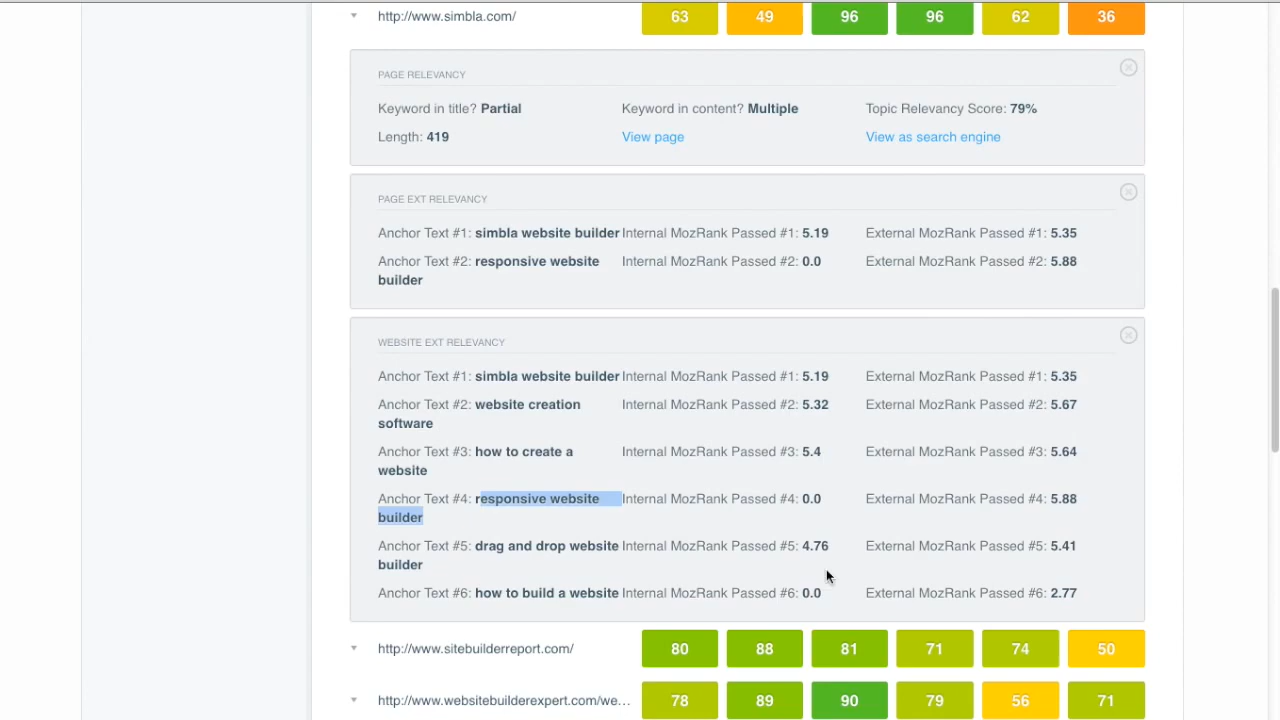 http://www.simbla.com/ 63 49 96 96 62 36
PAGE RELEVANCY
Keyword in title? Partial Keyword in content? Multiple Topic Relevancy Score: 79%
Length: 419 View page View as search engine
PAGE EXT RELEVANCY
Anchor Text #1: simbla website builder Internal MozRank Passed #1: 5.19 External MozRank Passed #1: 5.35
Anchor Text #2: responsive website Internal MozRank Passed #2: 0.0 External MozRank Passed #2: 5.88
builder
WEBSITE EXT RELEVANCY
Anchor Text #1: simbla website builder Internal MozRank Passed #1: 5.19 External MozRank Passed #1: 5.35
Anchor Text #2: website creation Internal MozRank Passed #2: 5.32 External MozRank Passed #2: 5.67
software
Anchor Text #3: how to create a Internal MozRank Passed #3: 5.4 External MozRank Passed #3: 5.64
website
Anchor Text #4: responsive website Internal MozRank Passed #4: 0.0 External MozRank Passed #4: 5.88
builder
Anchor Text #5: drag and drop website Internal MozRank Passed #5: 4.76 External MozRank Passed #5: 5.41
builder
Anchor Text #6: how to build a website Internal MozRank Passed #6: 0.0 External MozRank Passed #6: 2.77
http://www.sitebuilderreport.com/ 80 88 81 71 74 50
http://www.websitebuilderexpert.com/we... 78 89 90 79 56 71